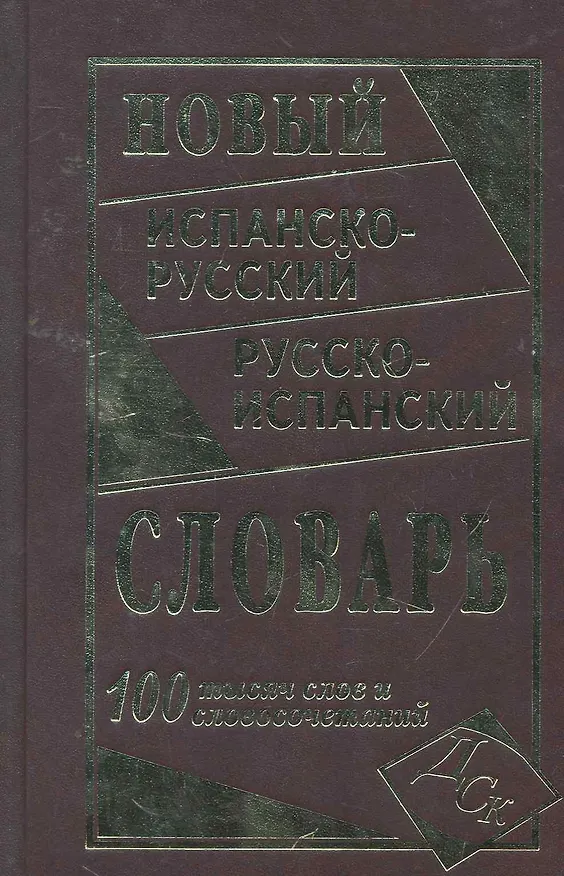 НОВЫЙ
ИСПАНСКО-
РУССКИЙ
РУССКО-
ИСПАНСКИЙ
СЛОВАРЬ
100 тысяч слов и
словосочетаний
ДСК